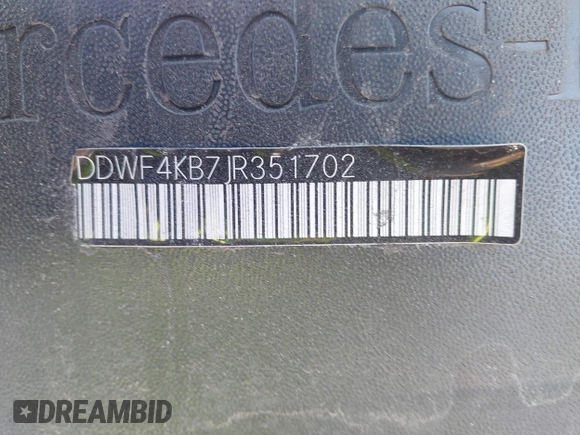 rcedes-
DDWF4KB7JR351702
DREAMBID